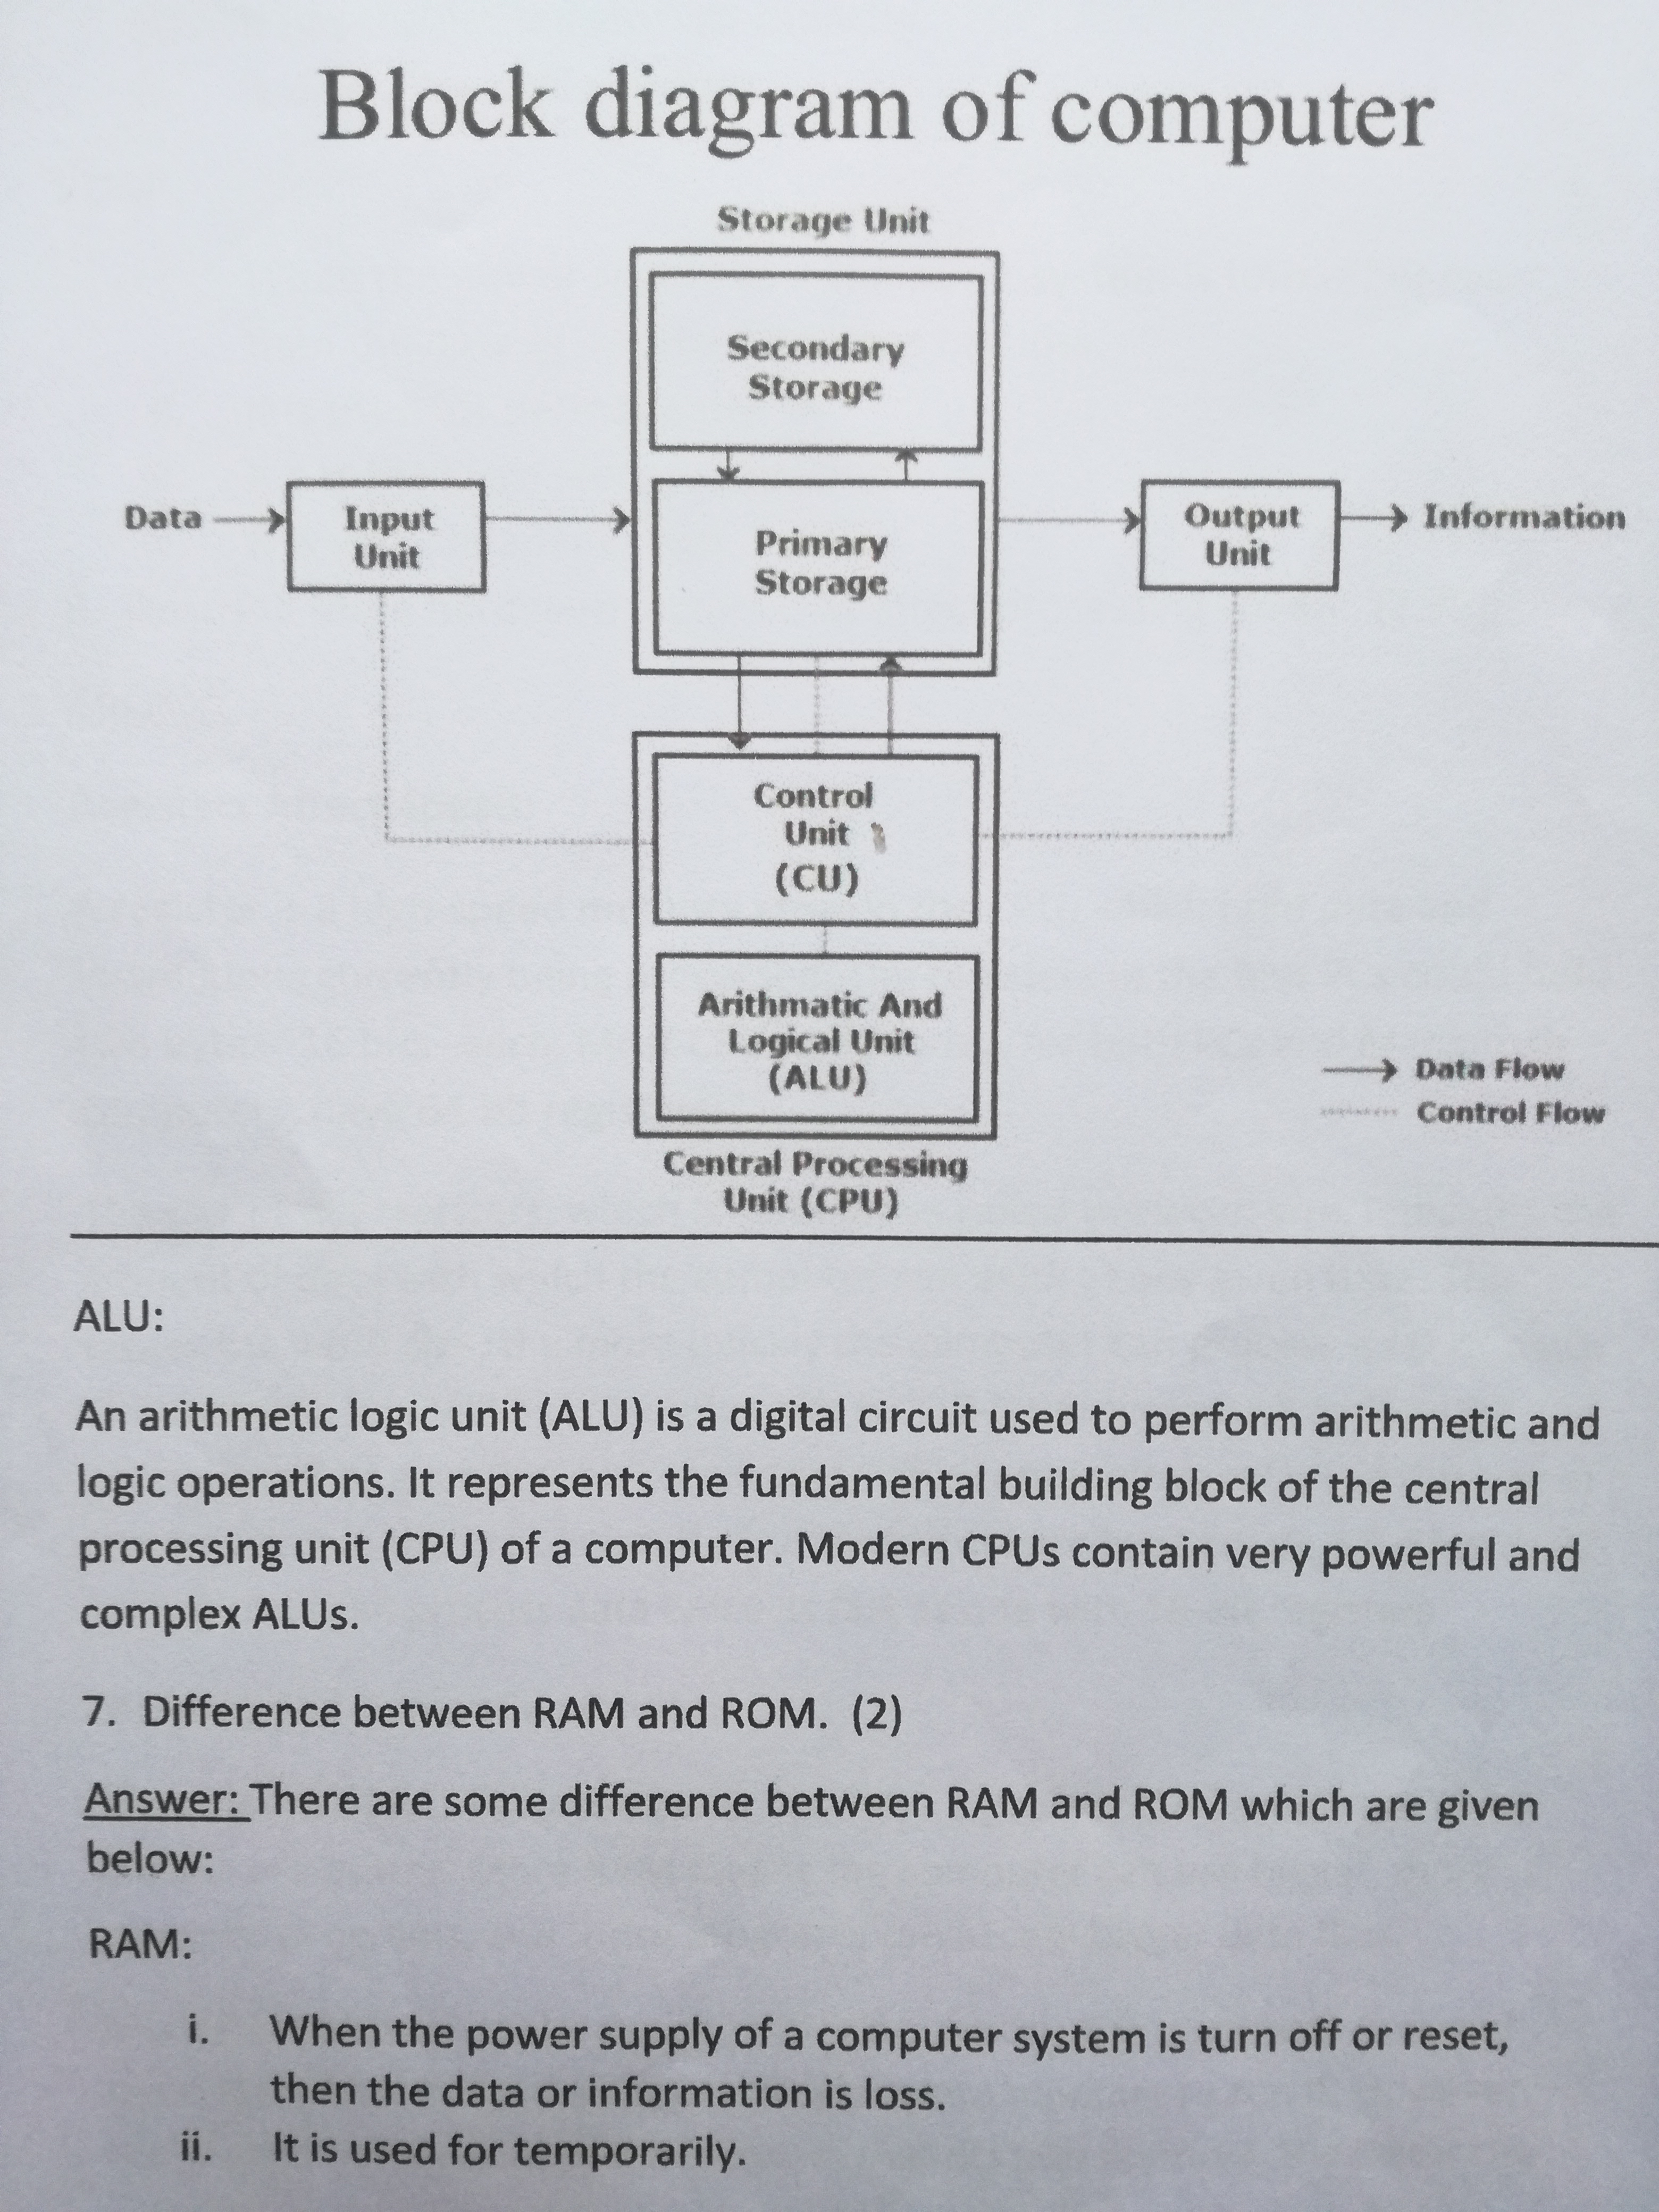 Block diagram of computer
Storage Unit
Secondary
Storage
Data
Input
Unit
Primary
Storage
Output
Unit
Information
Control
Unit
(CU)
Arithmatic And
Logical Unit
(ALU)
Data Flow
Control Flow
Central Processing
Unit (CPU)
ALU:
An arithmetic logic unit (ALU) is a digital circuit used to perform arithmetic and
logic operations. It represents the fundamental building block of the central
processing unit (CPU) of a computer. Modern CPUs contain very powerful and
complex ALUs.
7. Difference between RAM and ROM. (2)
Answer: There are some difference between RAM and ROM which are given
below:
RAM:
i. When the power supply of a computer system is turn off or reset,
then the data or information is loss.
ii. It is used for temporarily.